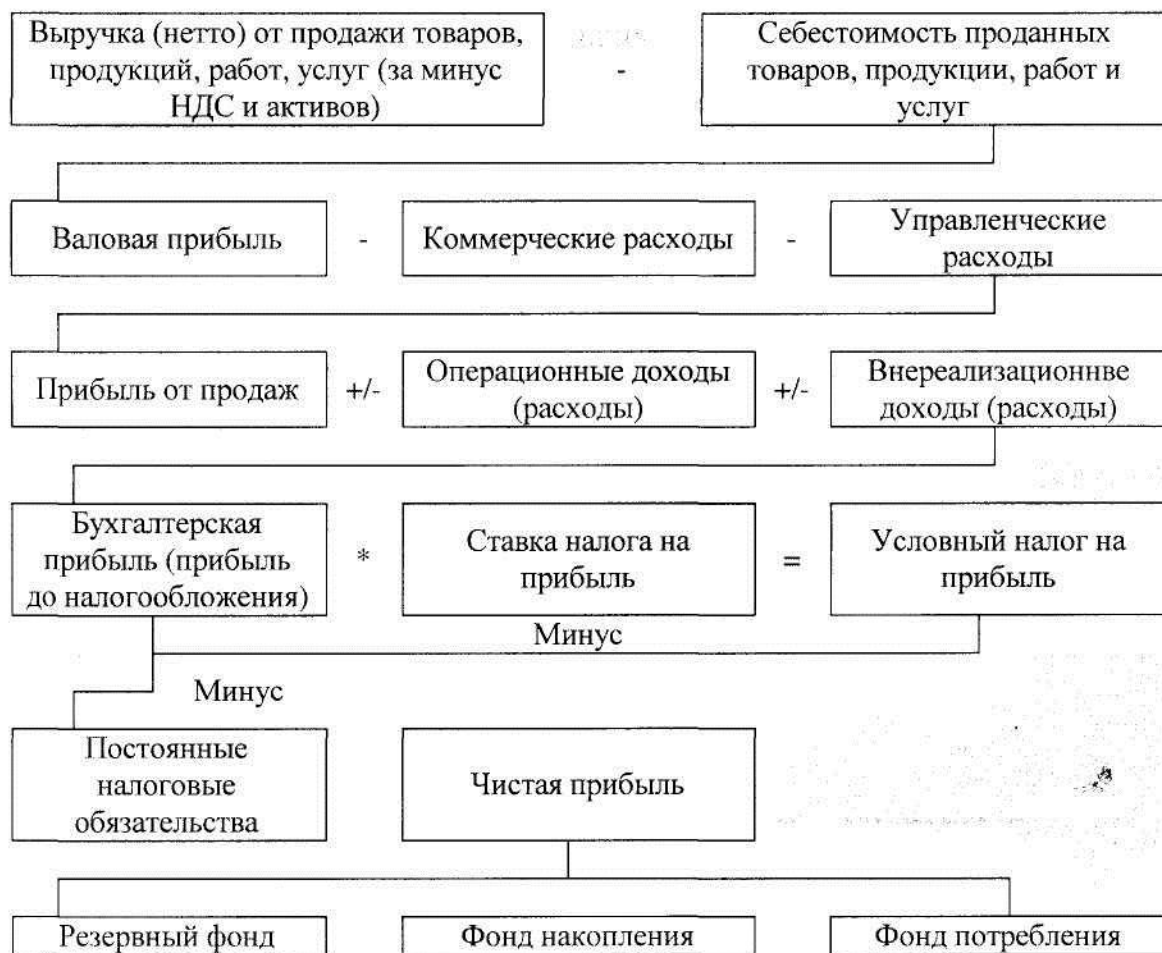 Выручка (нетто) от продажи товаров,
продукций, работ, услуг (за минус
НДС и активов)
-
Себестоимость проданных
товаров, продукции, работ и
услуг
Валовая прибыль
-
Коммерческие расходы
-
Управленческие
расходы
Прибыль от продаж
+/-
Операционные доходы
(расходы)
+/-
Внереализационнве
доходы (расходы)
Бухгалтерская
прибыль (прибыль
до налогообложения)
*
Ставка налога на
прибыль
=
Условный налог на
прибыль
Минус
Минус
Постоянные
налоговые
обязательства
Чистая прибыль
Резервный фонд
Фонд накопления
Фонд потребления